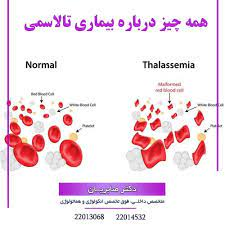 همه چیز درباره بیماری تالاسمی
Normal
Thalassemia
Red Blood Cell
White Blood Cell
Platelet
Malformed
red blood cell
White Blood Cell
Platelet
دکتر صابریان
متخصص داخلی، فوق تخصص انکولوژی و هماتولوژی
22013068 22014532